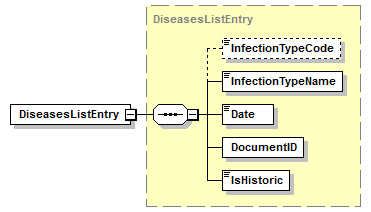 DiseasesListEntry
InfectionTypeCode
InfectionTypeName
DiseasesListEntry
Date
DocumentID
IsHistoric